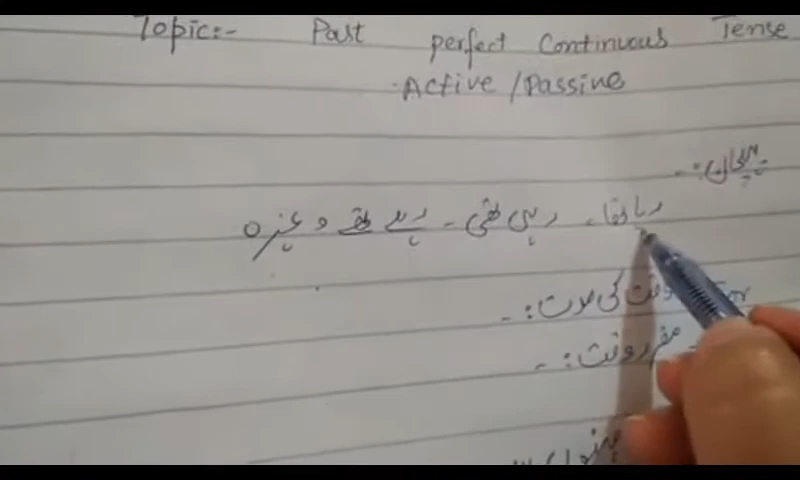 Topic:- Past perfect Continuous Tense
Active / Passive
پہچان:۔
رہا تھا ۔ رہی تھی ۔ رہے تھے وغیرہ
وقت کی مدت:۔
مقررہ وقت:۔